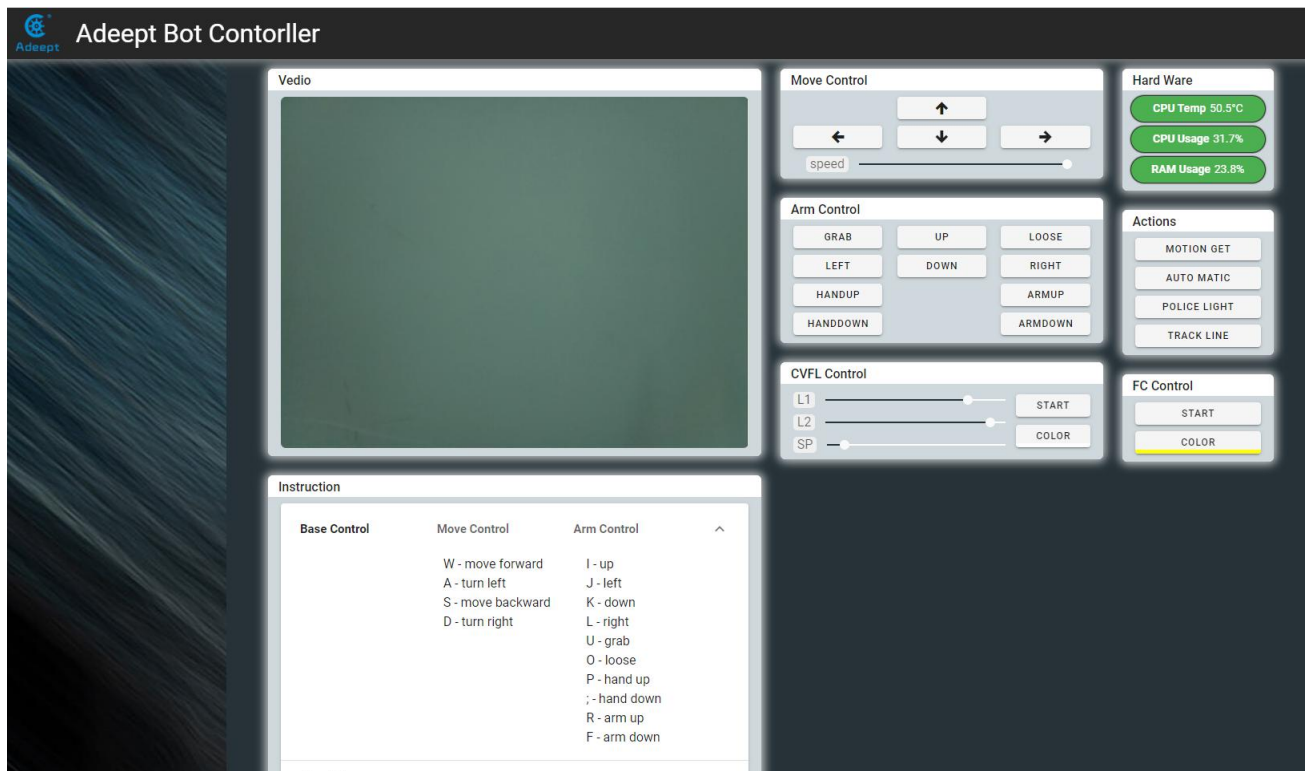 Adeept
Adeept Bot Contorller
Vedio
Move Control
speed
Hard Ware
CPU Temp 50.5°C
CPU Usage 31.7%
RAM Usage 23.8%
Arm Control
GRAB UP LOOSE
LEFT DOWN RIGHT
HANDUP ARMUP
HANDDOWN ARMDOWN
Actions
MOTION GET
AUTO MATIC
POLICE LIGHT
TRACK LINE
CVFL Control
L1 START
L2
SP COLOR
FC Control
START
COLOR
Instruction
Base Control Move Control Arm Control
W - move forward
A - turn left
S - move backward
D - turn right
I - up
J - left
K - down
L - right
U - grab
O - loose
P - hand up
; - hand down
R - arm up
F - arm down